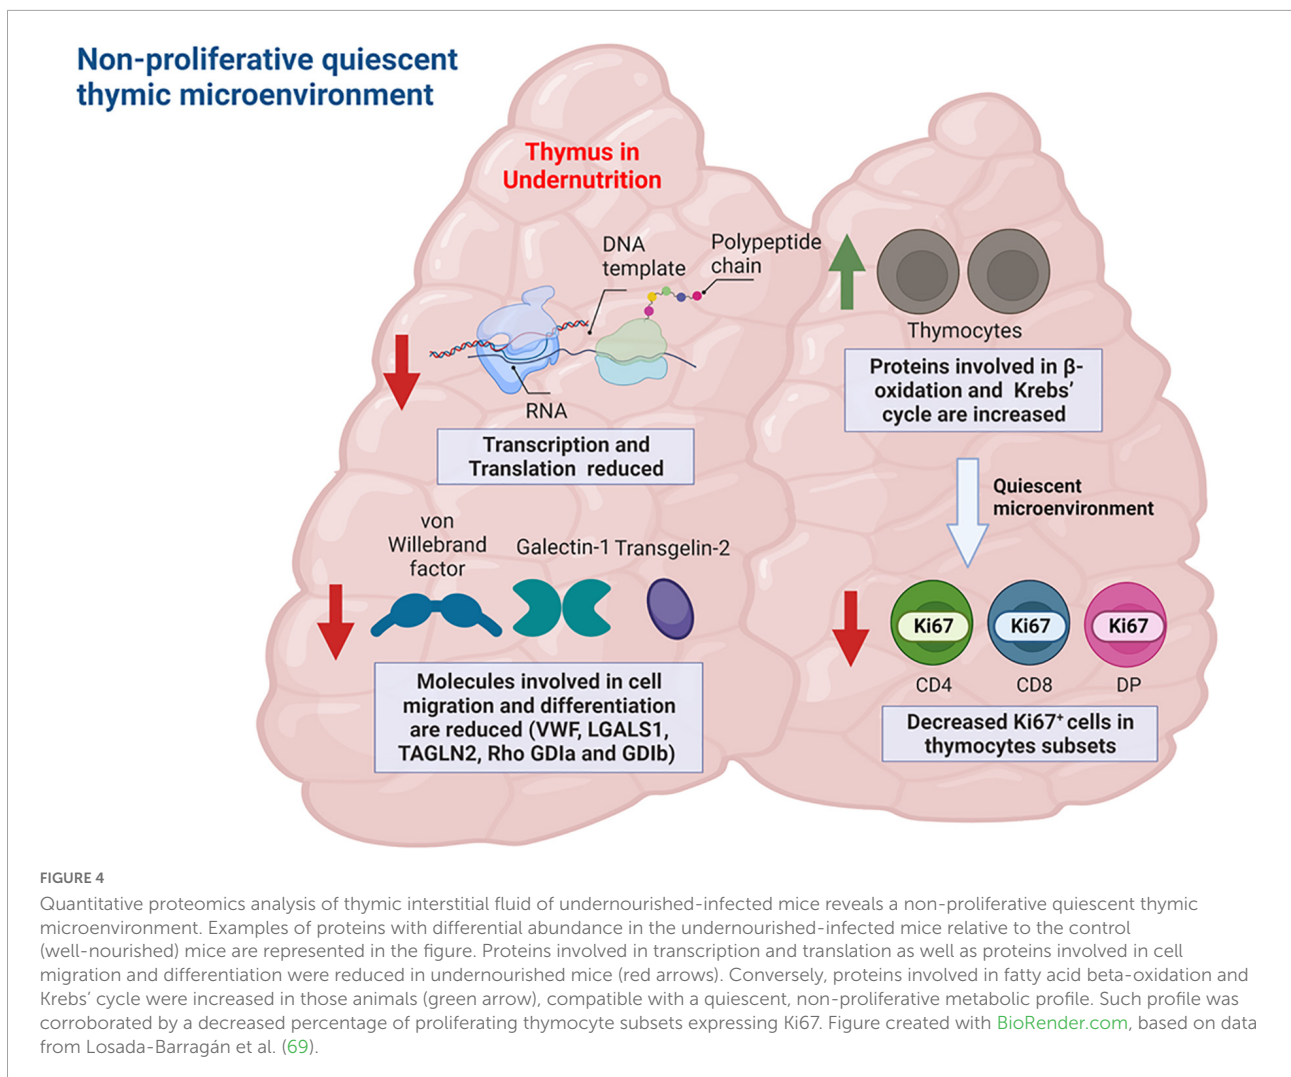 Non-proliferative quiescent
thymic microenvironment
Thymus in
Undernutrition
DNA
template
Polypeptide
chain
RNA
Transcription and
Translation reduced
von
Willebrand
factor
Galectin-1
Transgelin-2
Molecules involved in cell
migration and differentiation
are reduced (VWF, LGALS1,
TAGLN2, Rho GDIa and GDIb)
Thymocytes
Proteins involved in β-
oxidation and Krebs’
cycle are increased
Quiescent
microenvironment
Ki67
Ki67
Ki67
CD4
CD8
DP
Decreased Ki67⁺ cells in
thymocytes subsets
FIGURE 4
Quantitative proteomics analysis of thymic interstitial fluid of undernourished-infected mice reveals a non-proliferative quiescent thymic
microenvironment. Examples of proteins with differential abundance in the undernourished-infected mice relative to the control
(well-nourished) mice are represented in the figure. Proteins involved in transcription and translation as well as proteins involved in cell
migration and differentiation were reduced in undernourished mice (red arrows). Conversely, proteins involved in fatty acid beta-oxidation and
Krebs’ cycle were increased in those animals (green arrow), compatible with a quiescent, non-proliferative metabolic profile. Such profile was
corroborated by a decreased percentage of proliferating thymocyte subsets expressing Ki67. Figure created with BioRender.com, based on data
from Losada-Barragán et al. (69).